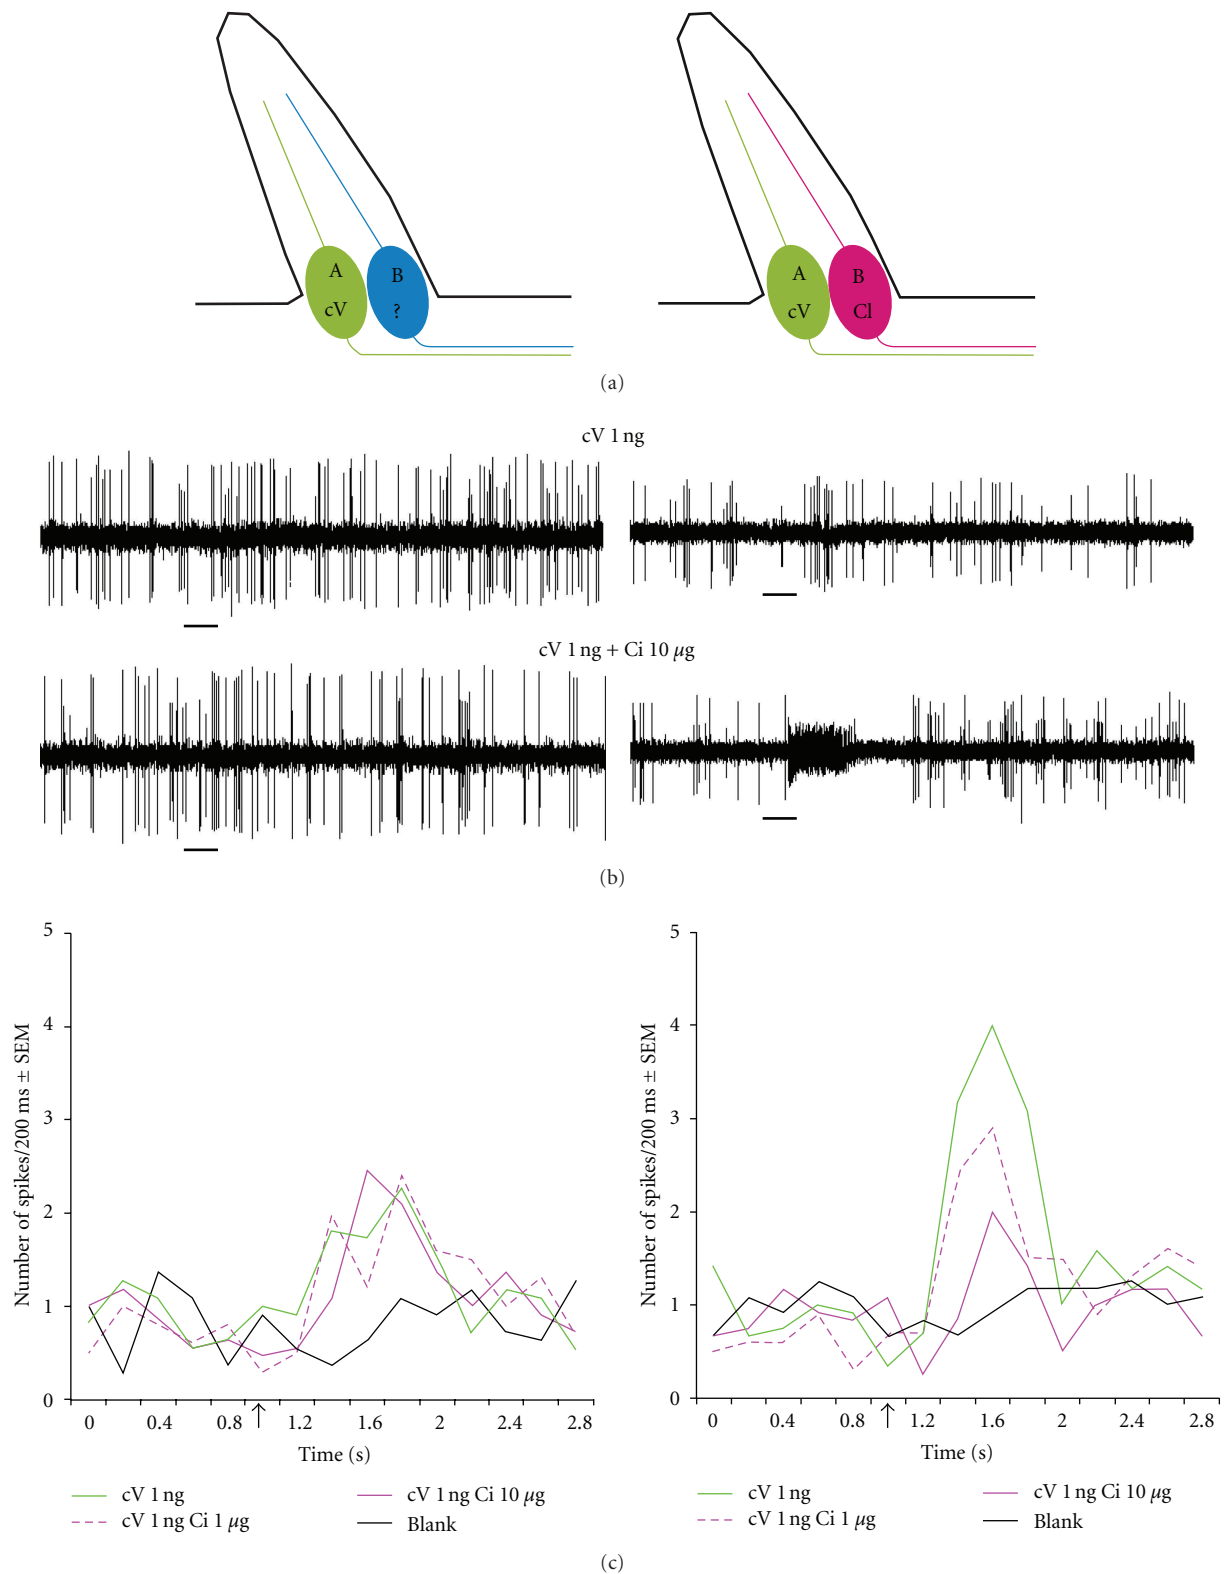 A
cV
B
?
A
cV
B
Cl
(a)
cV 1 ng
cV 1 ng + Ci 10 μg
(b)
Number of spikes/200 ms ± SEM
5
4
3
2
1
0
0 0.4 0.8 1.2 1.6 2 2.4 2.8
Time (s)
cV 1 ng
cV 1 ng Ci 1 μg
cV 1 ng Ci 10 μg
Blank
Number of spikes/200 ms ± SEM
5
4
3
2
1
0
0 0.4 0.8 1.2 1.6 2 2.4 2.8
Time (s)
cV 1 ng
cV 1 ng Ci 1 μg
cV 1 ng Ci 10 μg
Blank
(c)